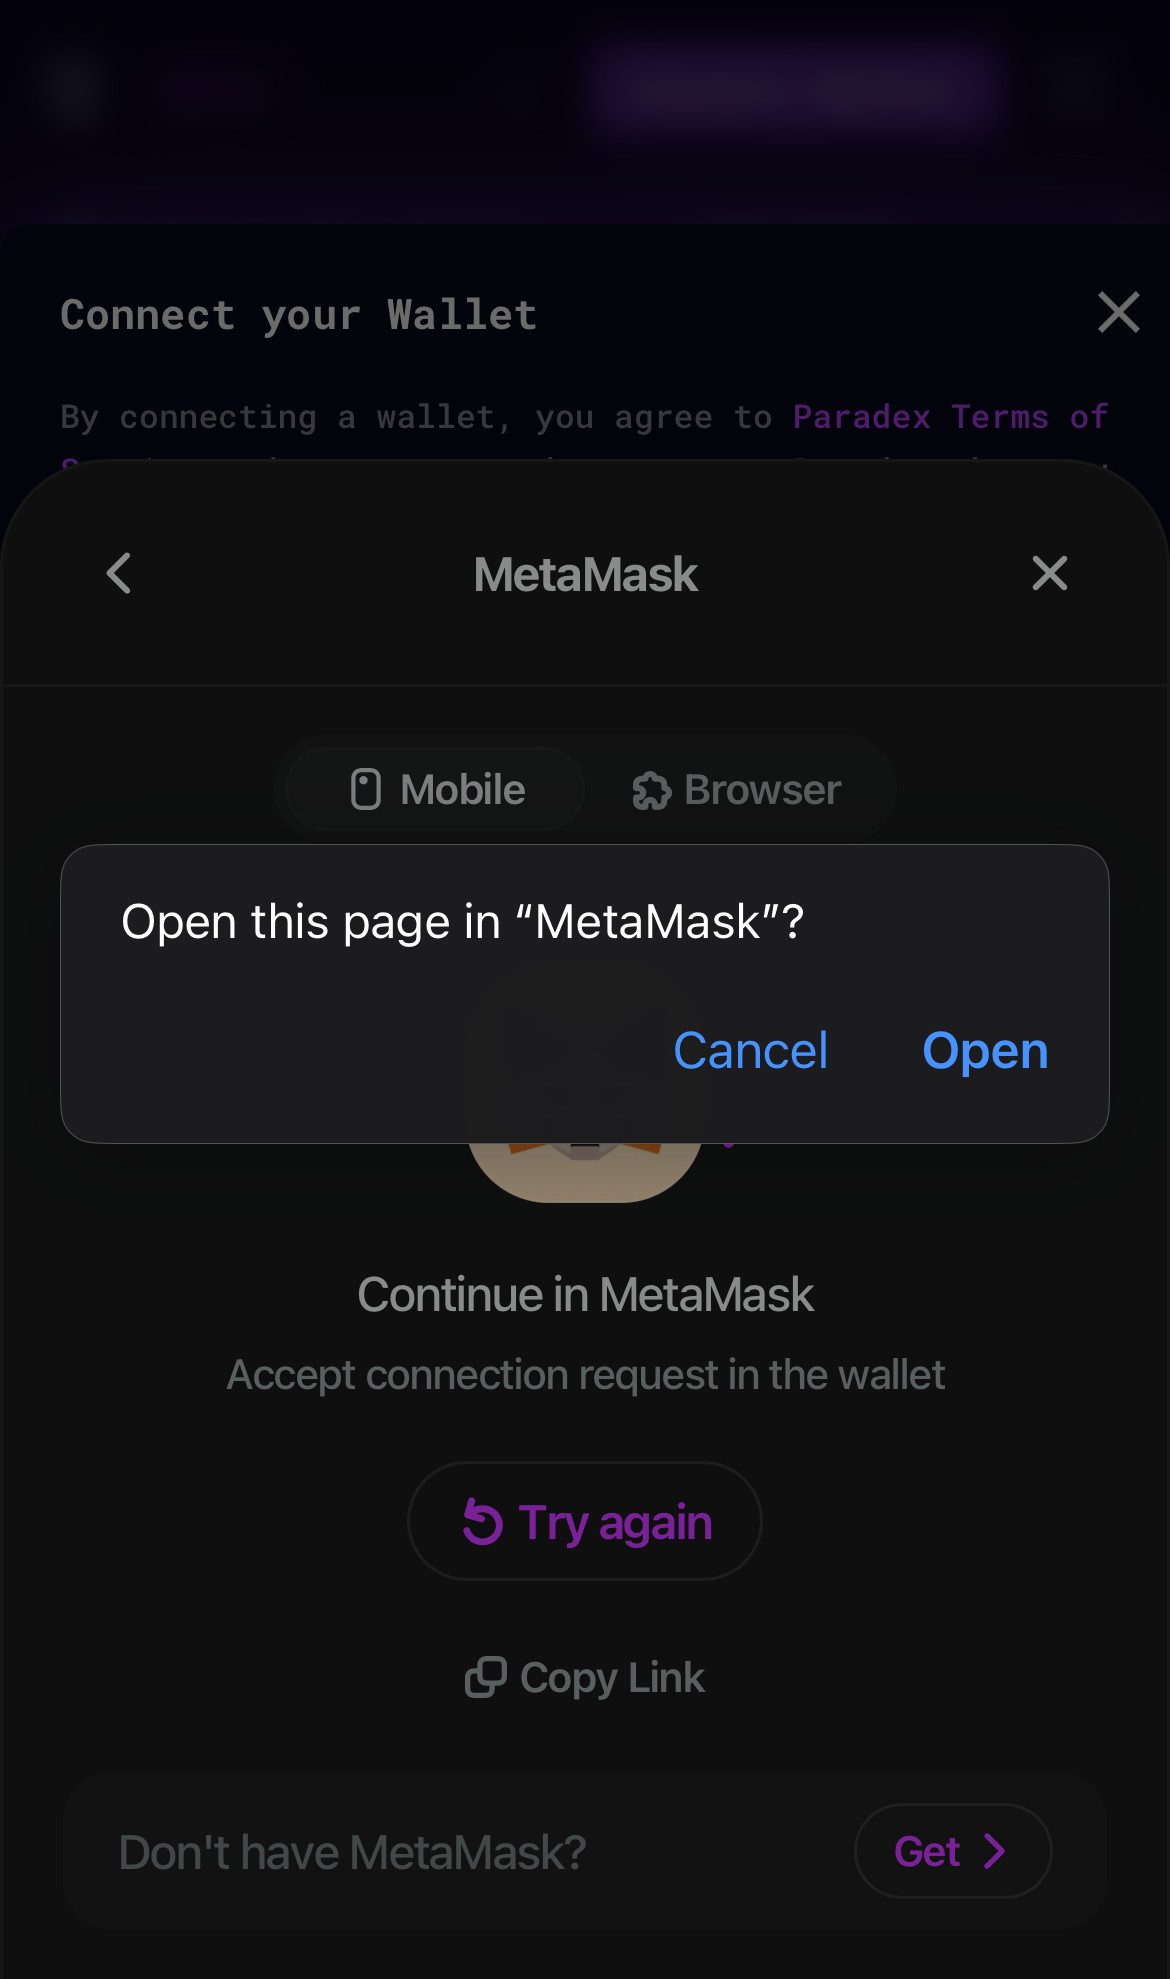 Connect your Wallet
By connecting a wallet, you agree to Paradex Terms of
MetaMask
Mobile
Browser
Open this page in “MetaMask”?
Cancel
Open
Continue in MetaMask
Accept connection request in the wallet
Try again
Copy Link
Don't have MetaMask?
Get